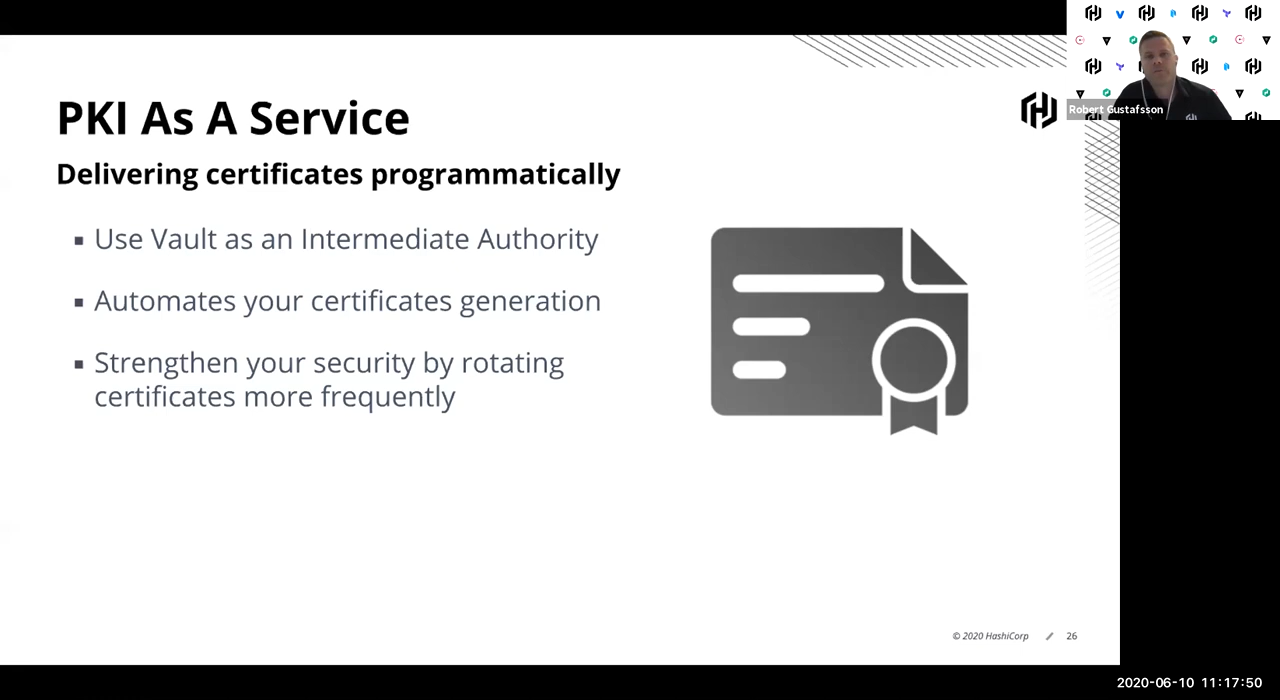 PKI As A Service
Robert Gustafsson
Delivering certificates programmatically
▪ Use Vault as an Intermediate Authority
▪ Automates your certificates generation
▪ Strengthen your security by rotating
certificates more frequently
© 2020 HashiCorp
26
2020-06-10 11:17:50